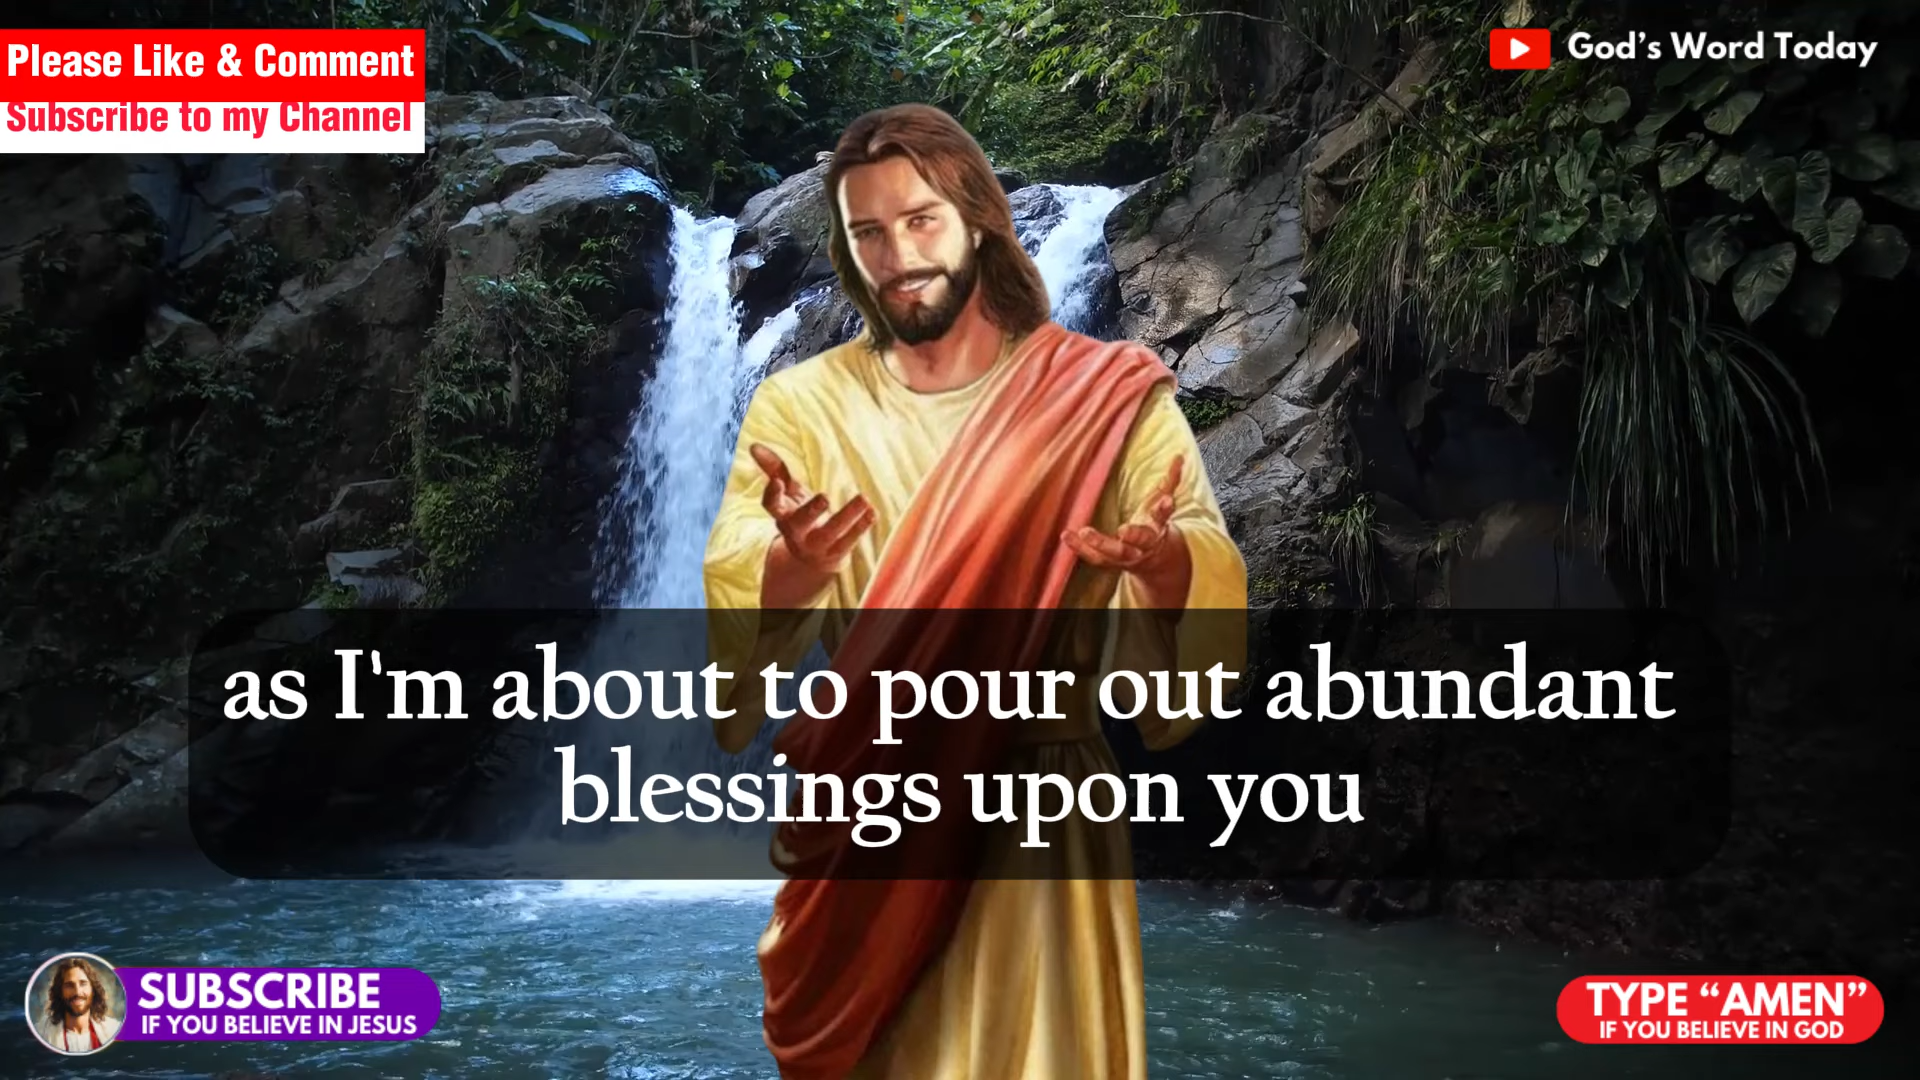 Please Like & Comment
Subscribe to my Channel
God's Word Today
as I'm about to pour out abundant
blessings upon you
SUBSCRIBE
IF YOU BELIEVE IN JESUS
TYPE “AMEN”
IF YOU BELIEVE IN GOD